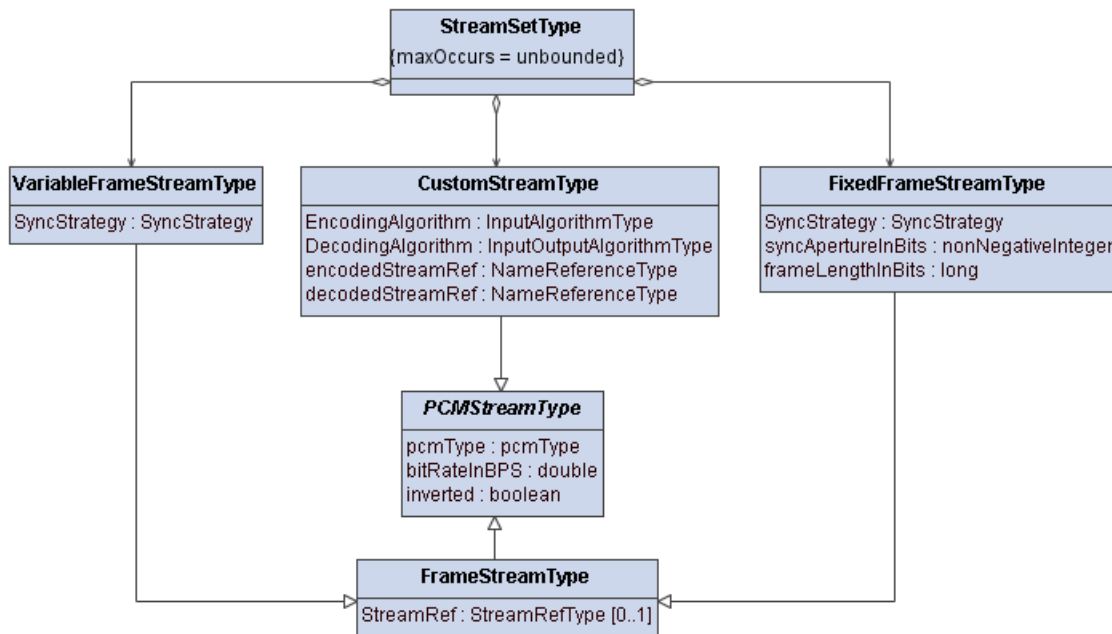 StreamSetType
{maxOccurs = unbounded}
VariableFrameStreamType
SyncStrategy : SyncStrategy
CustomStreamType
EncodingAlgorithm : InputAlgorithmType
DecodingAlgorithm : InputOutputAlgorithmType
encodedStreamRef : NameReferenceType
decodedStreamRef : NameReferenceType
FixedFrameStreamType
SyncStrategy : SyncStrategy
syncApertureInBits : nonNegativeInteger
frameLengthInBits : long
PCMStreamType
pcmType : pcmType
bitRateInBPS : double
inverted : boolean
FrameStreamType
StreamRef : StreamRefType [0..1]